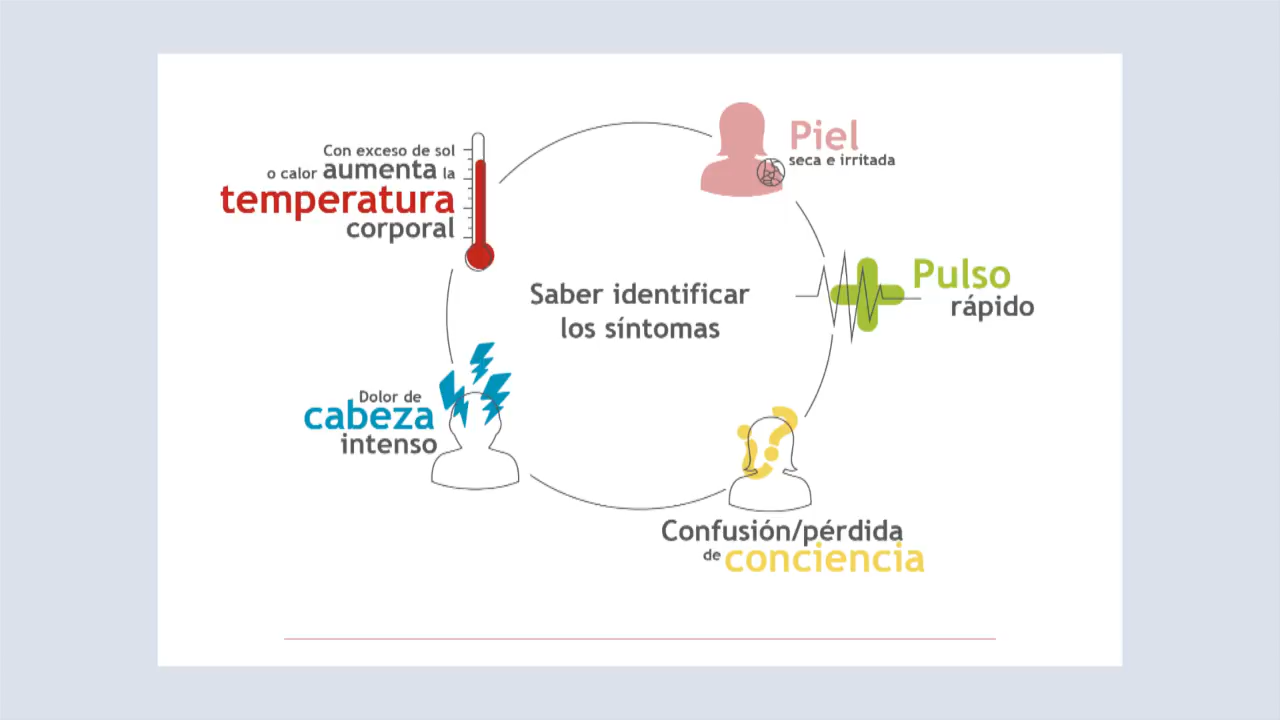 Con exceso de sol
o calor aumenta la
temperatura
corporal
Piel
seca e irritada
Saber identificar
los síntomas
Pulso
rápido
Dolor de
cabeza
intenso
Confusión/pérdida
de conciencia